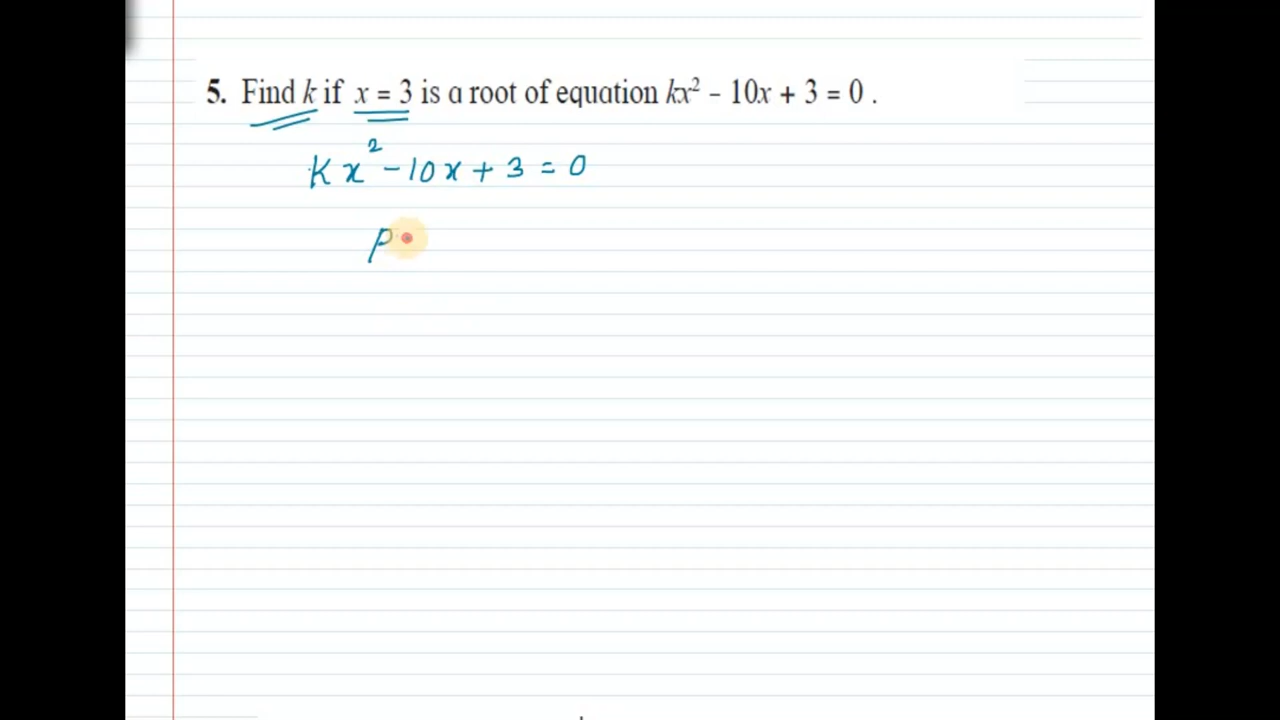 5. Find k if x = 3 is a root of equation kx² – 10x + 3 = 0 .
Kx² – 10x + 3 = 0
P